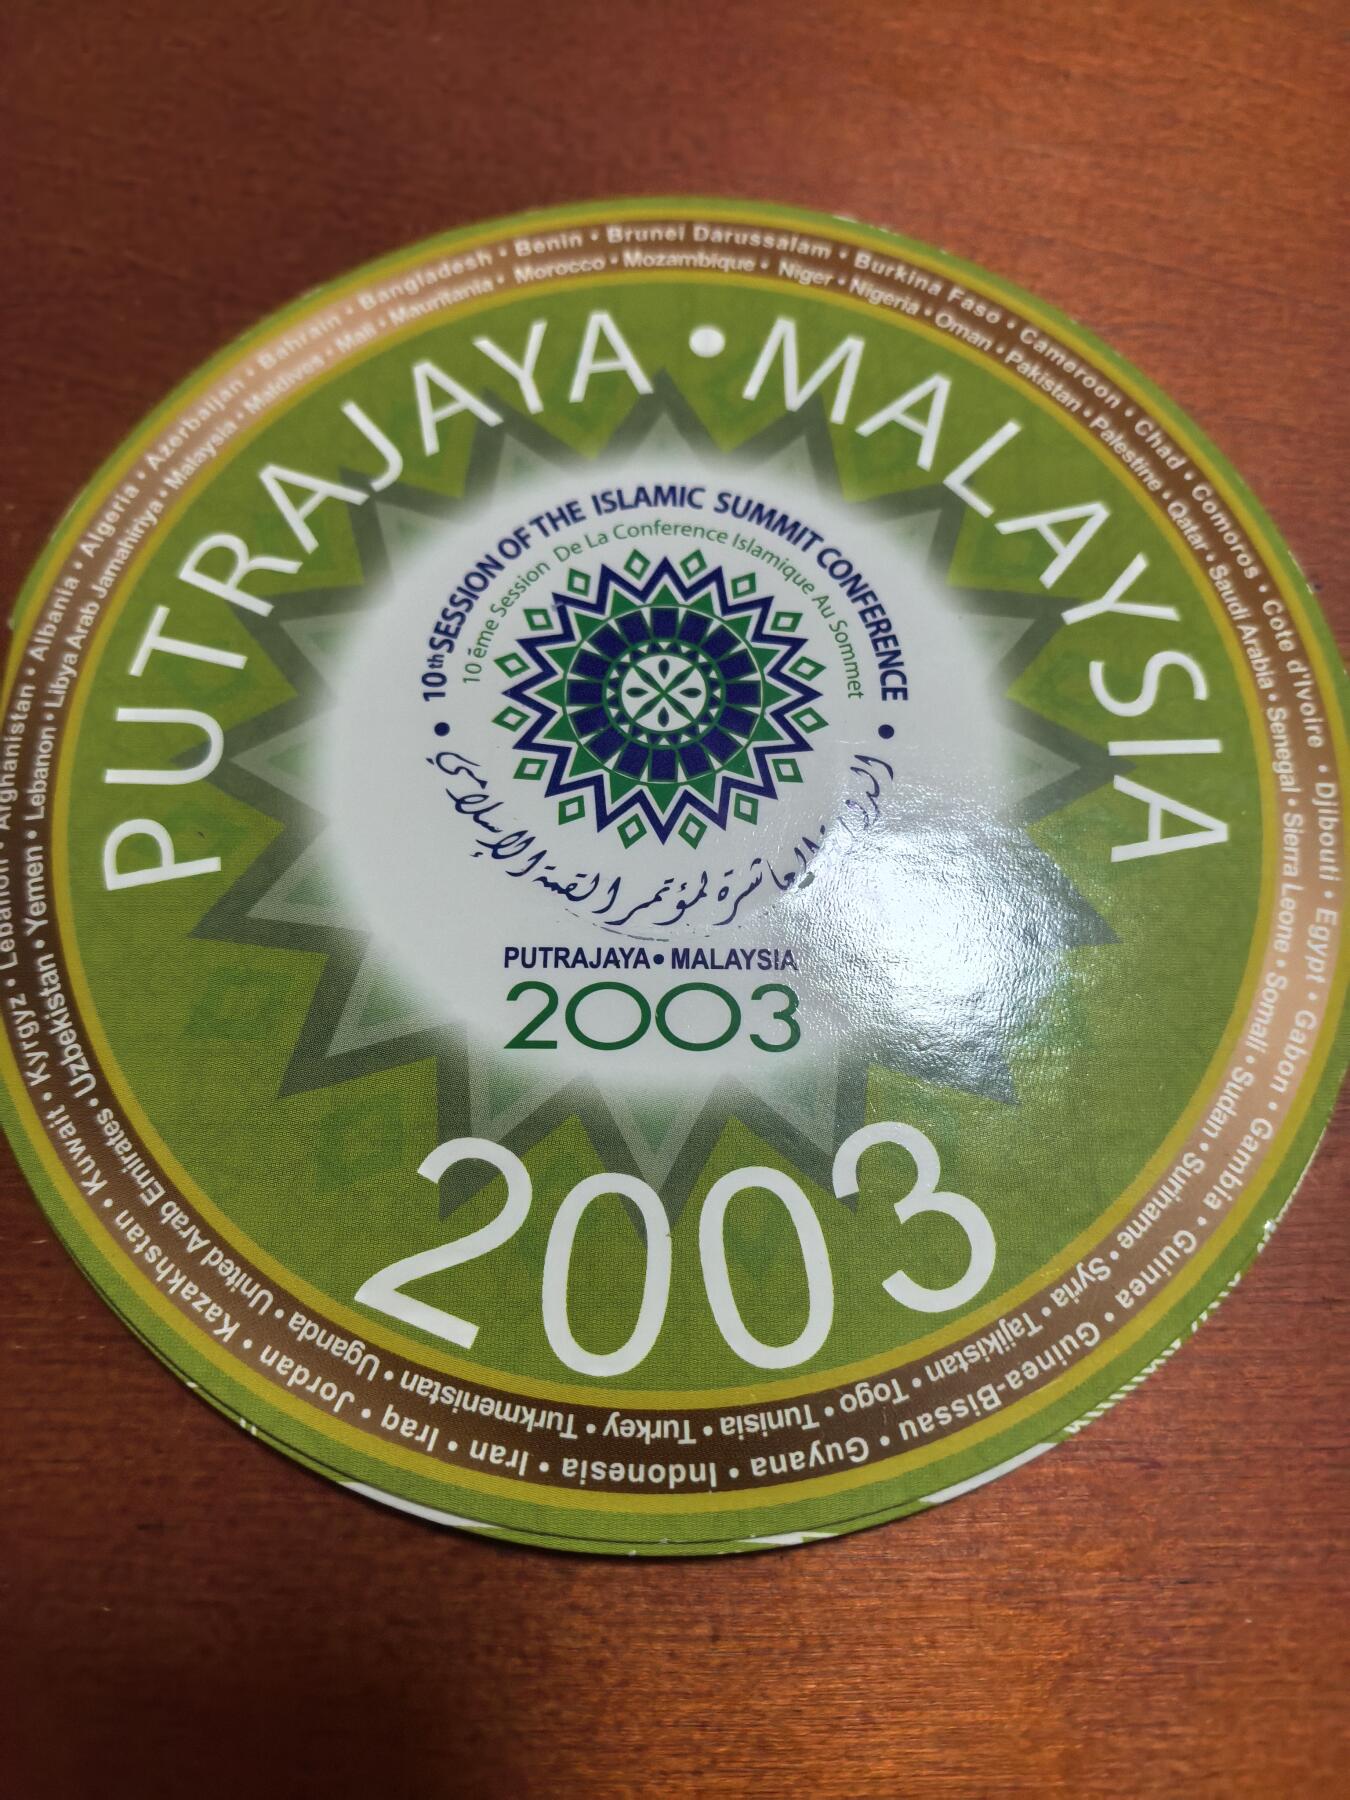 Afghanistan • Albania • Algeria • Azerbaijan • Bahrain • Bangladesh • Benin • Brunei Darussalam • Burkina Faso • Cameroon • Chad • Comoros • Cote d'Ivoire • Djibouti • Egypt • Gabon • Gambia • Guinea • Guinea-Bissau • Guyana • Indonesia • Iran • Iraq • Jordan • Kazakhstan • Kuwait • Kyrgyz • Lebanon •
Lebanon • Libya Arab Jamahiriya • Malaysia • Maldives • Mali • Mauritania • Morocco • Mozambique • Niger • Nigeria • Oman • Pakistan • Palestine • Qatar • Saudi Arabia • Senegal • Sierra Leone • Somali • Sudan • Suriname • Syria • Tajikistan • Togo • Tunisia • Turkey • Turkmenistan • Uganda • United Arab Emirates • Uzbekistan • Yemen •
PUTRAJAYA • MALAYSIA
10th SESSION OF THE ISLAMIC SUMMIT CONFERENCE
10 éme Session De La Conference Islamique Au Sommet
الدورة العاشرة لمؤتمر القمة الإسلامي
PUTRAJAYA • MALAYSIA
2003
2003